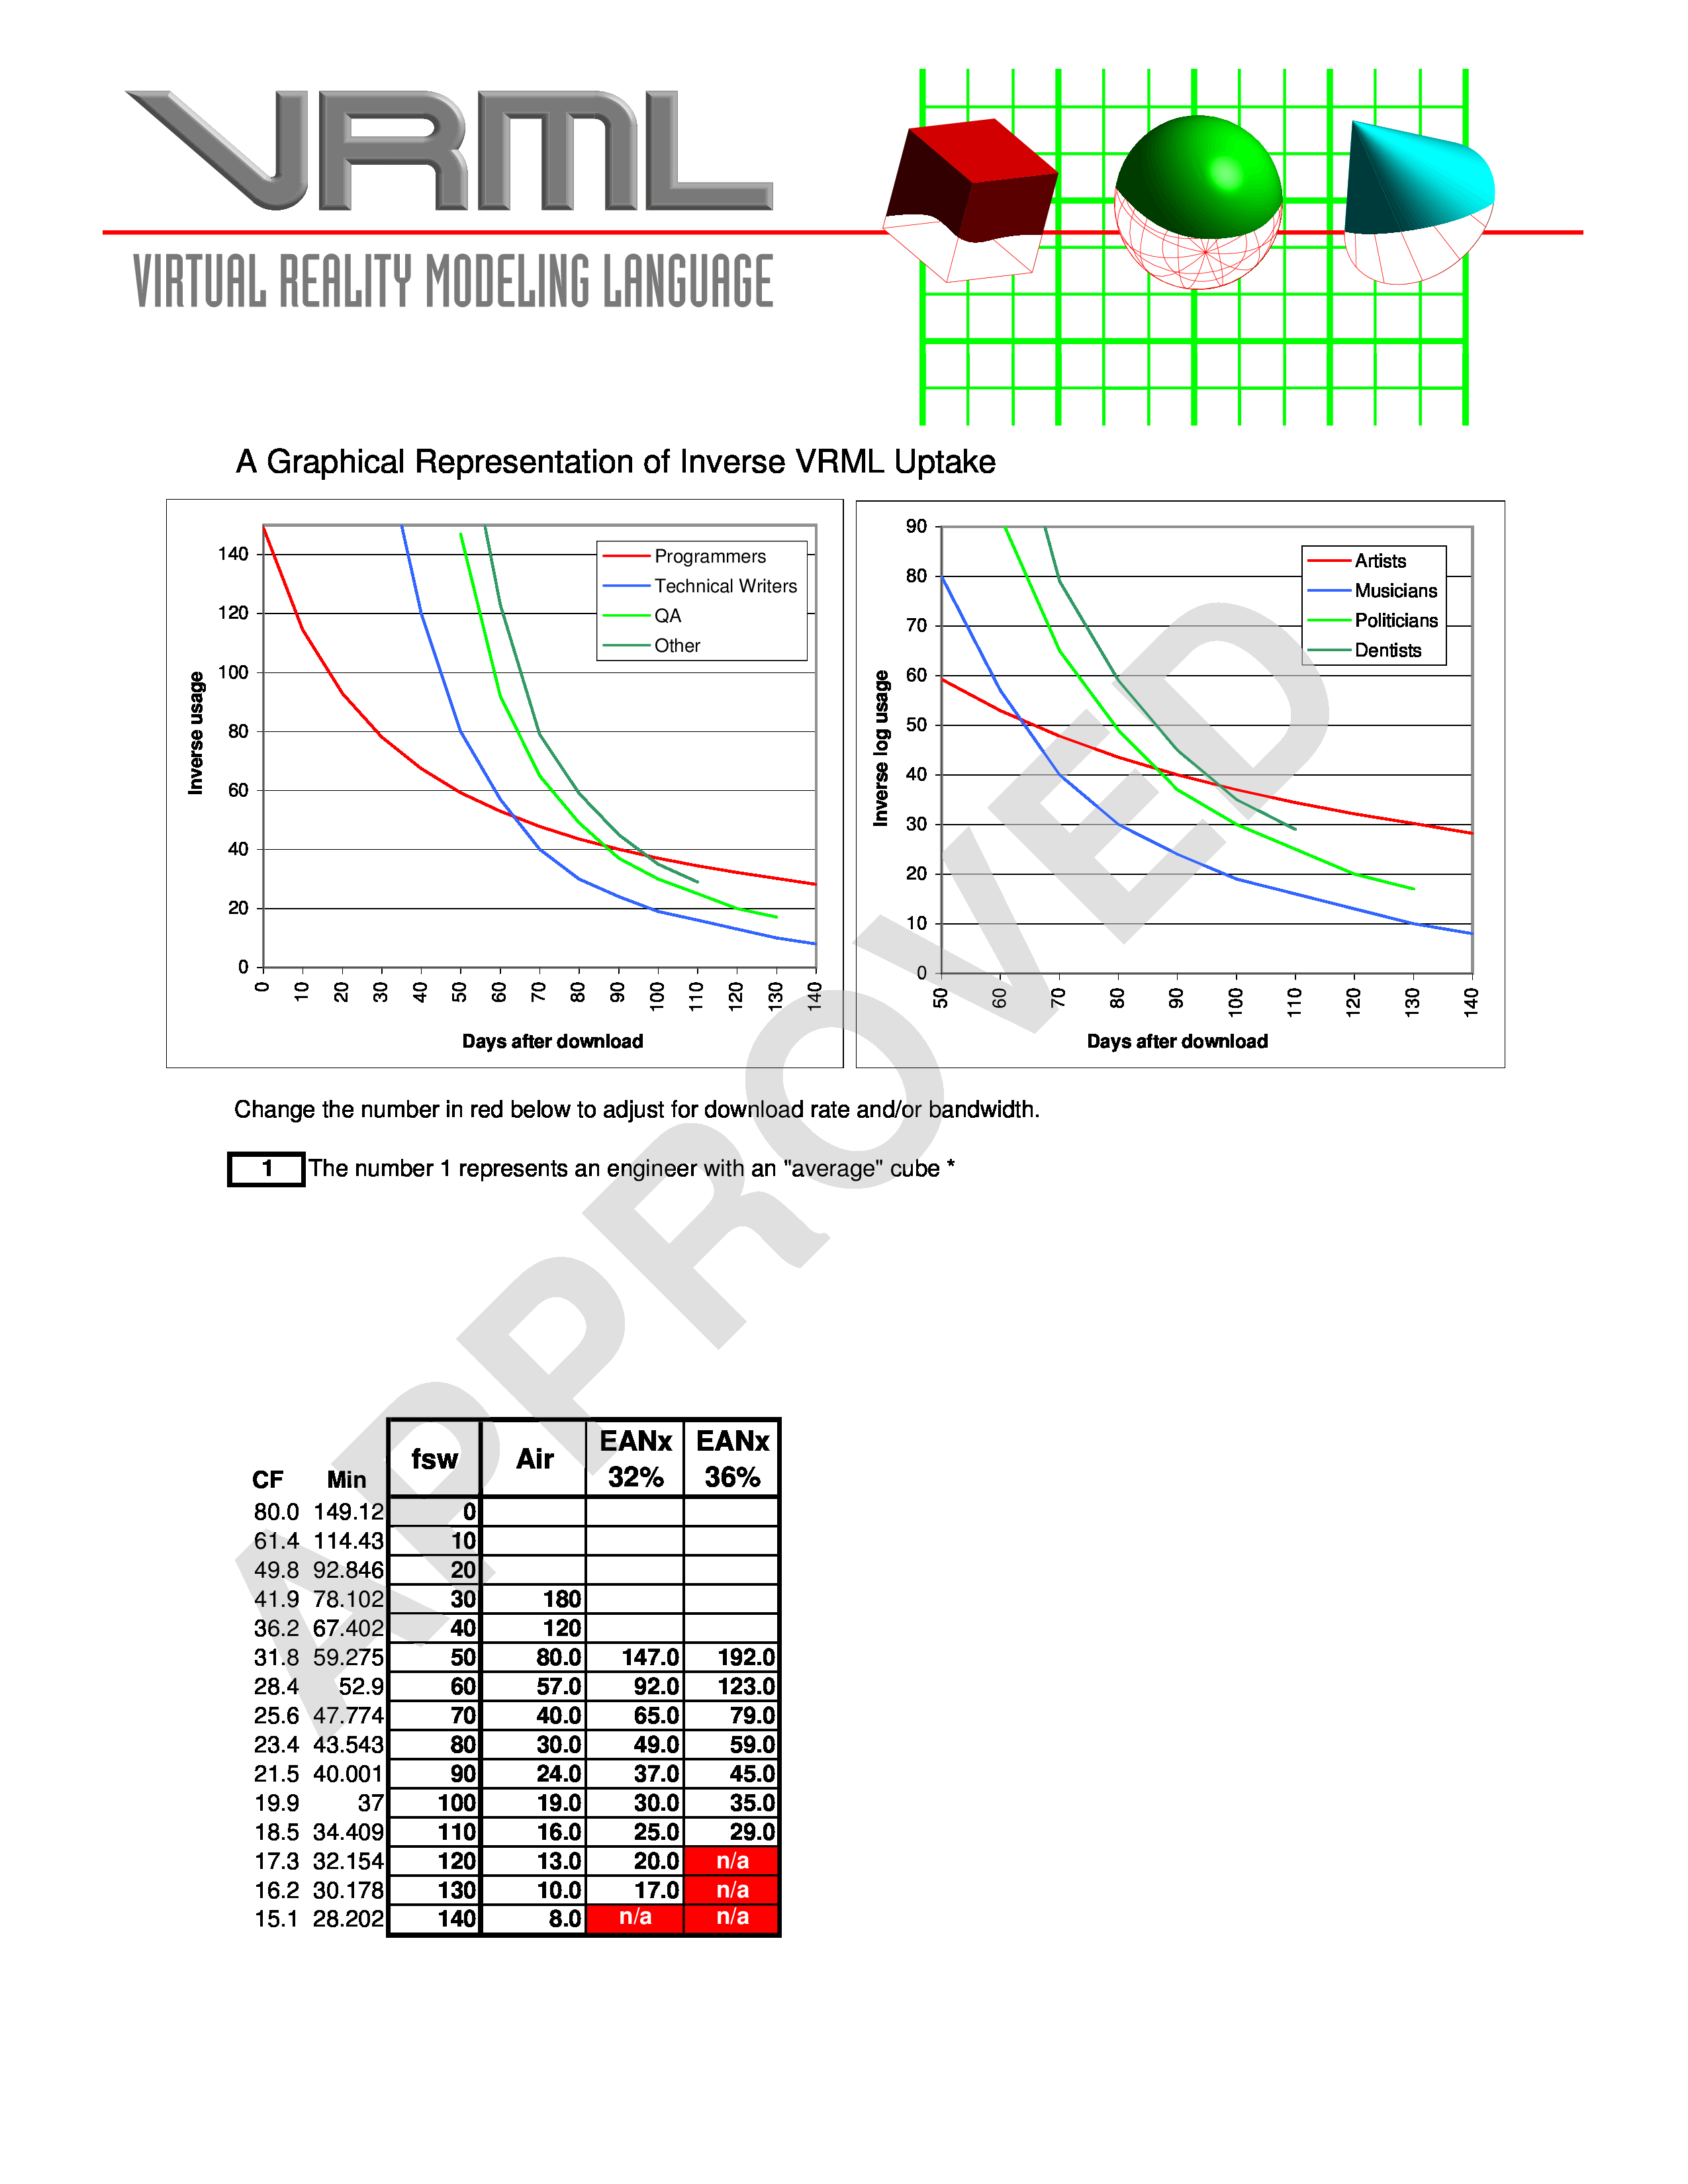 VRML
VIRTUAL REALITY MODELING LANGUAGE
A Graphical Representation of Inverse VRML Uptake
Inverse usage
140
120
100
80
60
40
20
0
0 10 20 30 40 50 60 70 80 90 100 110 120 130 140
Days after download
Programmers
Technical Writers
QA
Other
Inverse log usage
90
80
70
60
50
40
30
20
10
0
50 60 70 80 90 100 110 120 130 140
Days after download
Artists
Musicians
Politicians
Dentists
Change the number in red below to adjust for download rate and/or bandwidth.
1 The number 1 represents an engineer with an "average" cube *
APPROVED
CF Min fsw Air EANx 32% EANx 36%
80.0 149.12 0
61.4 114.43 10
49.8 92.846 20
41.9 78.102 30 180
36.2 67.402 40 120
31.8 59.275 50 80.0 147.0 192.0
28.4 52.9 60 57.0 92.0 123.0
25.6 47.774 70 40.0 65.0 79.0
23.4 43.543 80 30.0 49.0 59.0
21.5 40.001 90 24.0 37.0 45.0
19.9 37 100 19.0 30.0 35.0
18.5 34.409 110 16.0 25.0 29.0
17.3 32.154 120 13.0 20.0 n/a
16.2 30.178 130 10.0 17.0 n/a
15.1 28.202 140 8.0 n/a n/a